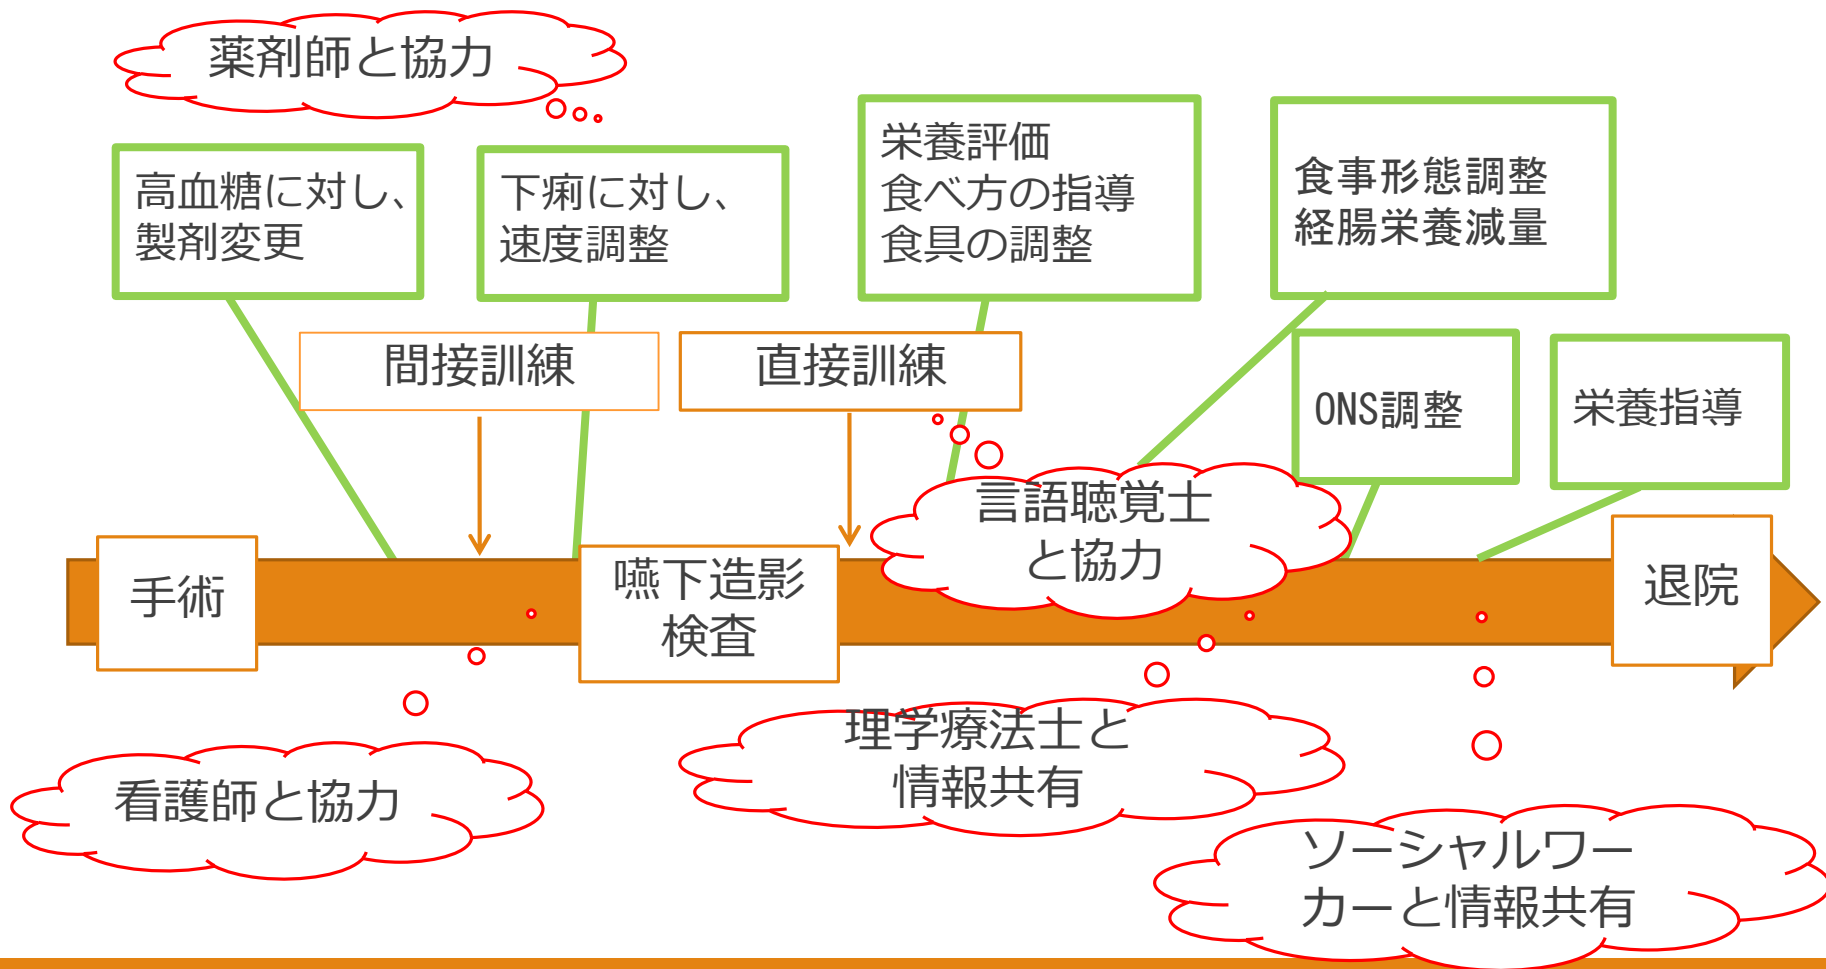 薬剤師と協力
高血糖に対し、
製剤変更
下痢に対し、
速度調整
栄養評価
食べ方の指導
食具の調整
食事形態調整
経腸栄養減量
間接訓練
直接訓練
ONS調整
栄養指導
言語聴覚士
と協力
手術
嚥下造影
検査
退院
看護師と協力
理学療法士と
情報共有
ソーシャルワー
カーと情報共有